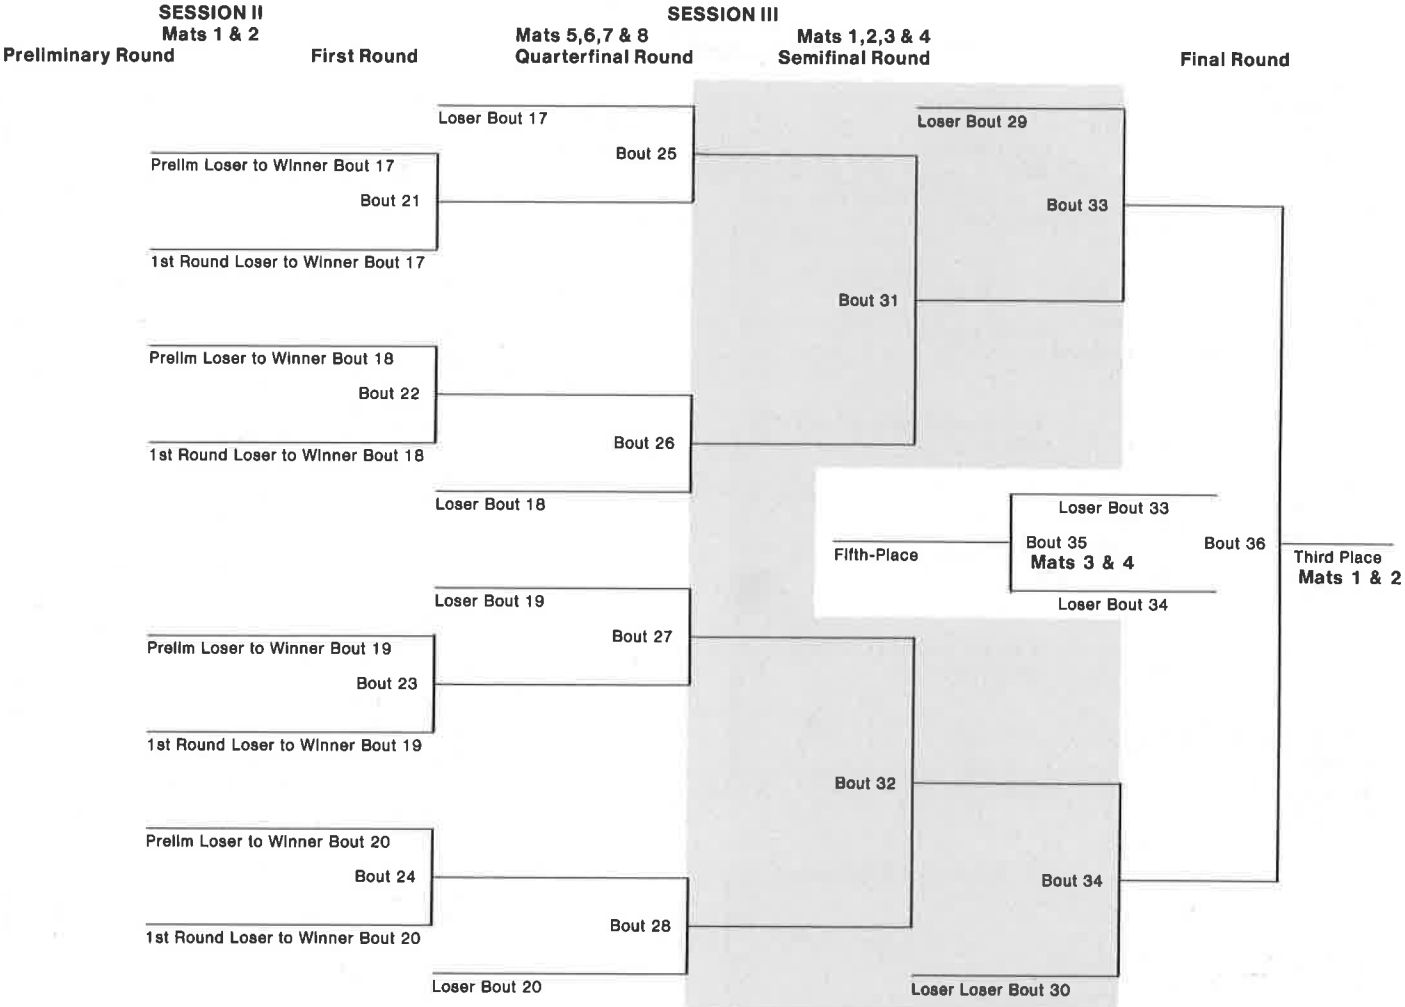 SESSION II
SESSION III
Mats 1 & 2
Mats 5,6,7 & 8
Mats 1,2,3 & 4
Preliminary Round
First Round
Quarterfinal Round
Semifinal Round
Final Round
Loser Bout 17
Loser Bout 29
Bout 25
Prelim Loser to Winner Bout 17
Bout 21
Bout 33
1st Round Loser to Winner Bout 17
Bout 31
Prelim Loser to Winner Bout 18
Bout 22
Bout 26
1st Round Loser to Winner Bout 18
Loser Bout 18
Loser Bout 33
Fifth-Place
Bout 35
Mats 3 & 4
Bout 36
Third Place
Mats 1 & 2
Loser Bout 34
Loser Bout 19
Bout 27
Prelim Loser to Winner Bout 19
Bout 23
1st Round Loser to Winner Bout 19
Bout 32
Prelim Loser to Winner Bout 20
Bout 24
Bout 34
Bout 28
1st Round Loser to Winner Bout 20
Loser Bout 20
Loser Loser Bout 30